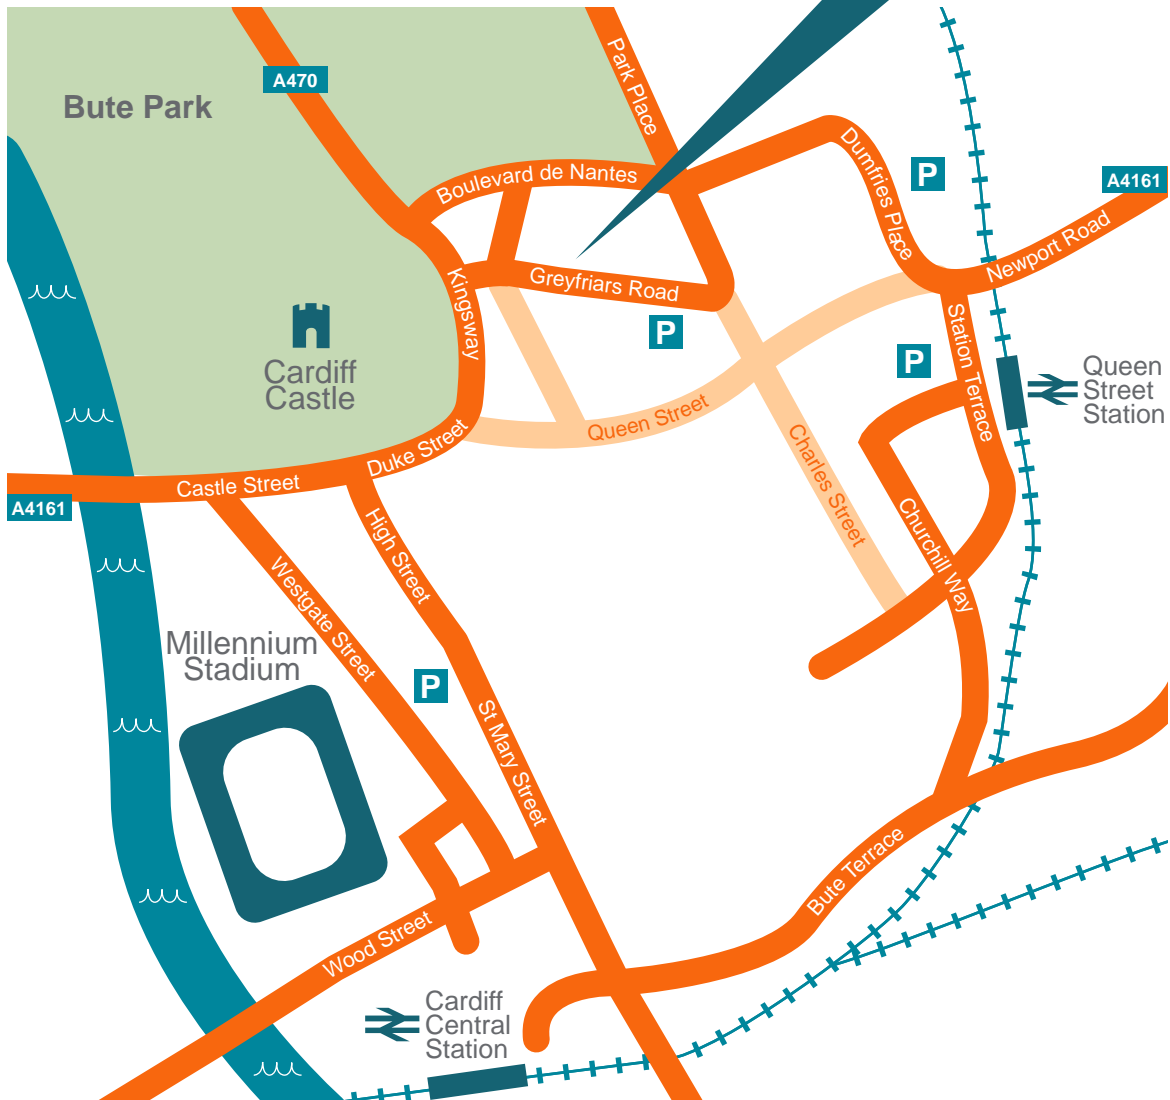 Park Place
A470
Bute Park
Dumfries Place
P
Boulevard de Nantes
A4161
Newport Road
Kingsway
Greyfriars Road
P
Station Terrace
P
Cardiff
Castle
Queen
Street
Station
Queen Street
Duke Street
Charles Street
Castle Street
A4161
High Street
Churchill Way
Westgate Street
Millennium
Stadium
P
St Mary Street
Bute Terrace
Wood Street
Cardiff
Central
Station